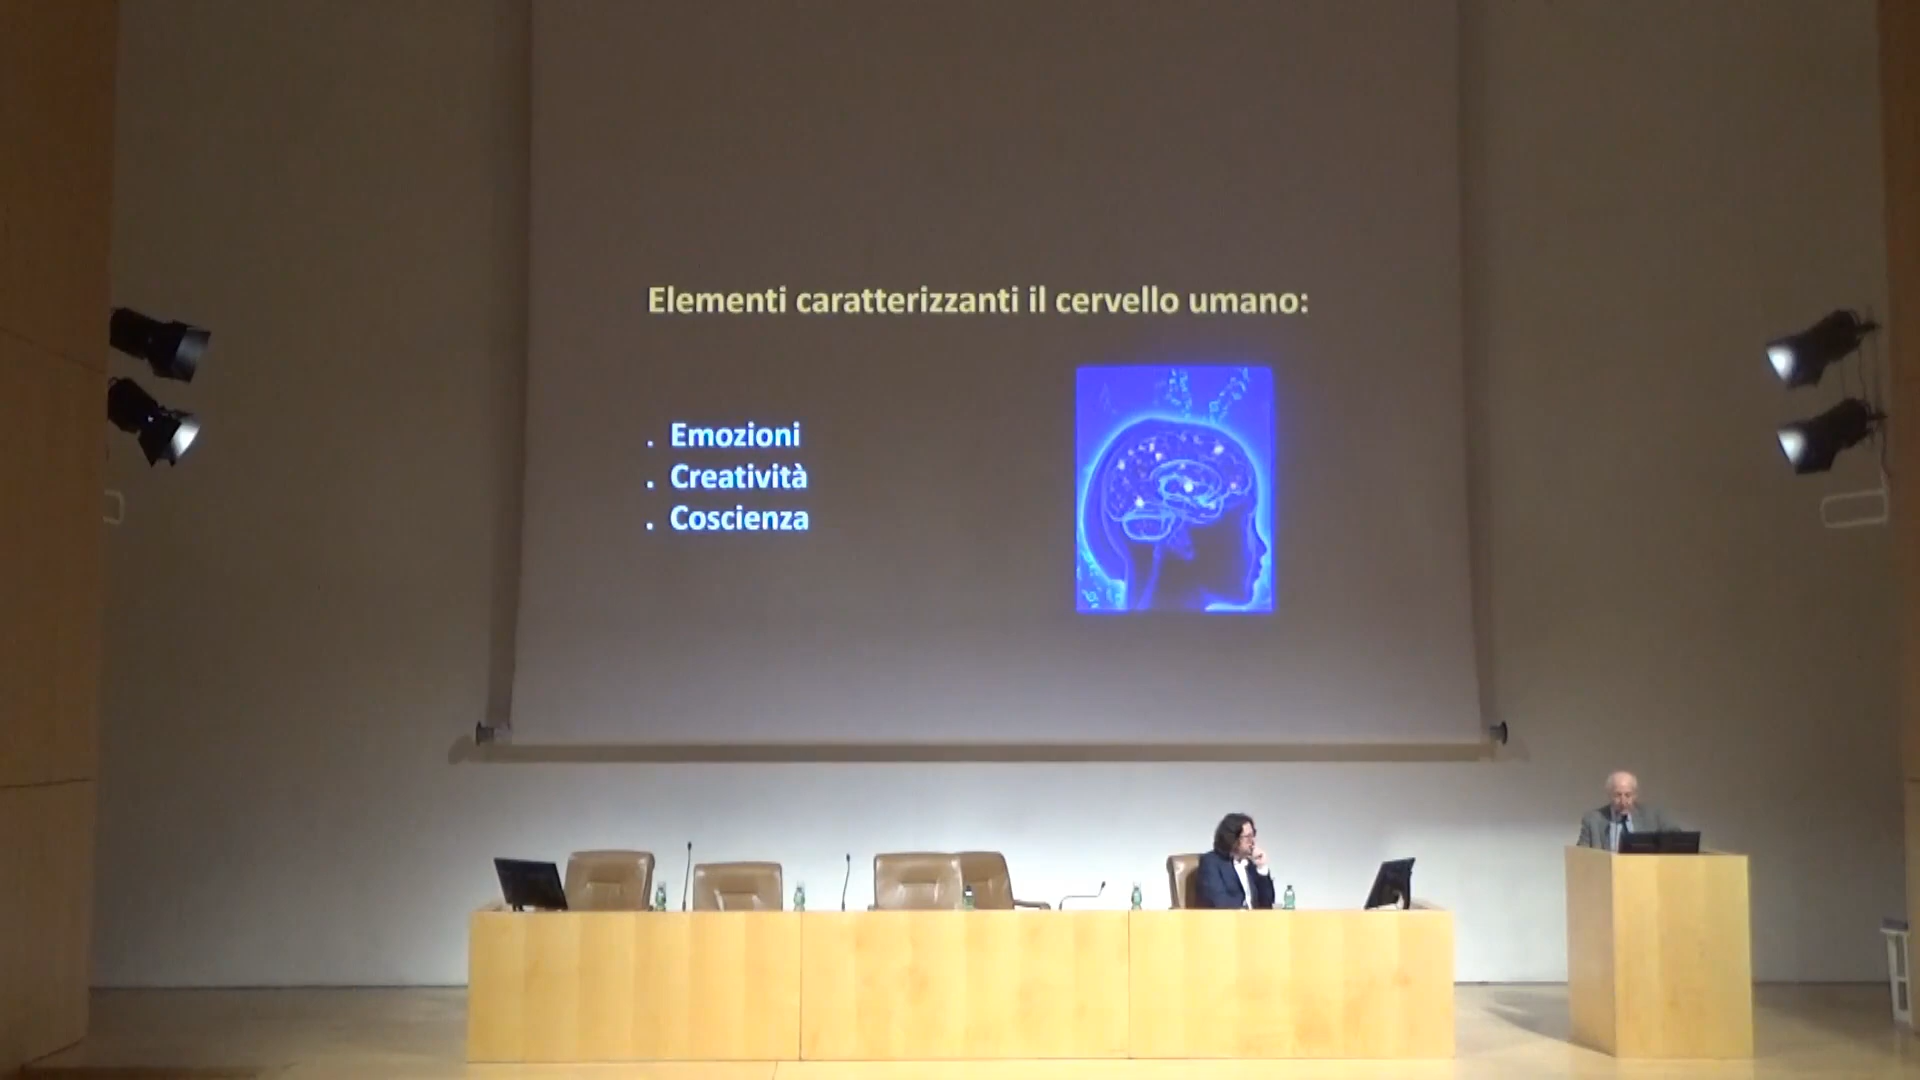 Elementi caratterizzanti il cervello umano:
. Emozioni
. Creatività
. Coscienza